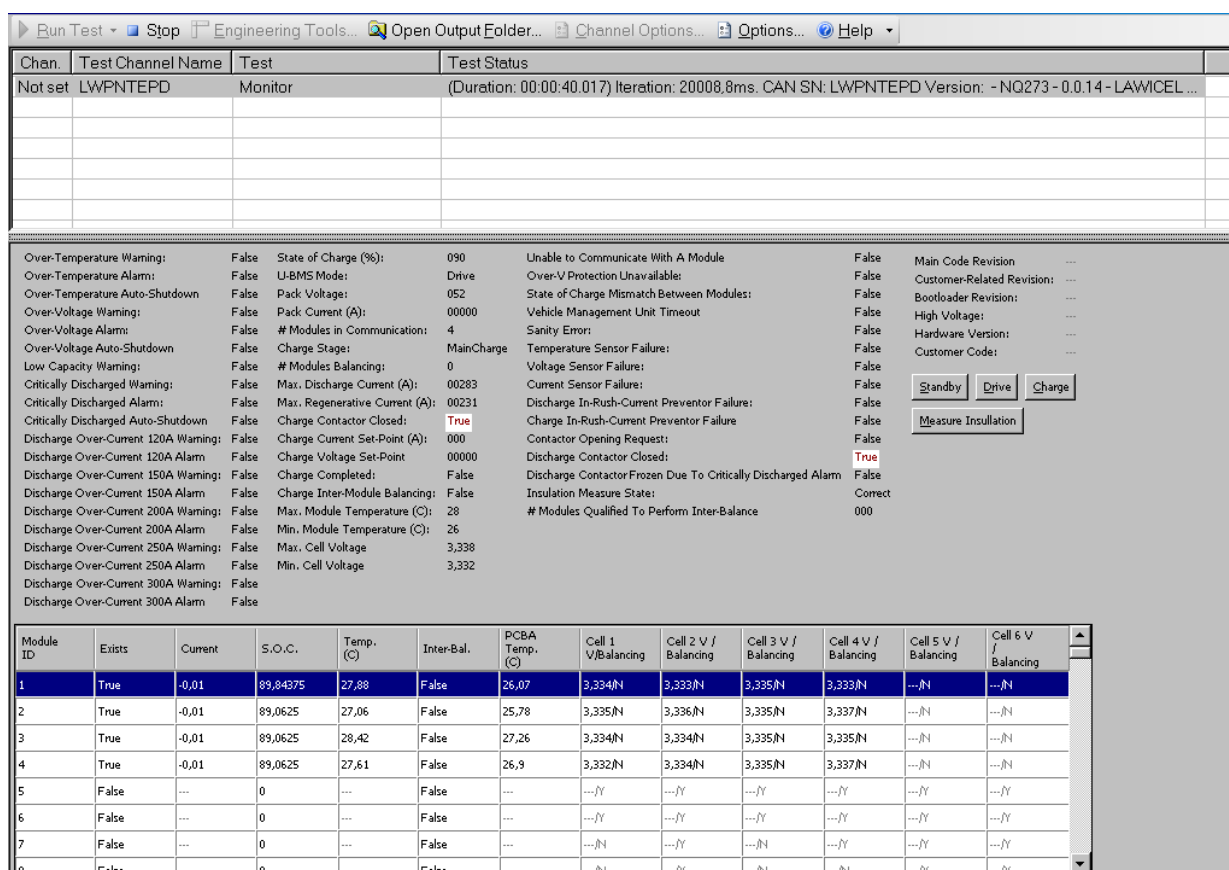 Run Test Stop Engineering Tools... Open Output Folder... Channel Options... Options... Help
Chan. Test Channel Name Test Test Status
Not set LWPNTEPD Monitor (Duration: 00:00:40.017) Iteration: 20008,8ms. CAN SN: LWPNTEPD Version: - NQ273 - 0.0.14 - LAWICEL ...
Over-Temperature Warning: False State of Charge (%): 090 Unable to Communicate With A Module False Main Code Revision ---
Over-Temperature Alarm: False U-BMS Mode: Drive Over-V Protection Unavailable: False Customer-Related Revision: ---
Over-Temperature Auto-Shutdown False Pack Voltage: 052 State of Charge Mismatch Between Modules: False Bootloader Revision: ---
Over-Voltage Warning: False Pack Current (A): 00000 Vehicle Management Unit Timeout False High Voltage: ---
Over-Voltage Alarm: False # Modules in Communication: 4 Sanity Error: False Hardware Version: ---
Over-Voltage Auto-Shutdown False Charge Stage: MainCharge Temperature Sensor Failure: False Customer Code: ---
Low Capacity Warning: False # Modules Balancing: 0 Voltage Sensor Failure: False
Critically Discharged Warning: False Max. Discharge Current (A): 00283 Current Sensor Failure: False Standby Drive Charge
Critically Discharged Alarm: False Max. Regenerative Current (A): 00231 Discharge In-Rush-Current Preventor Failure: False
Critically Discharged Auto-Shutdown False Charge Contactor Closed: True Charge In-Rush-Current Preventor Failure False Measure Insullation
Discharge Over-Current 120A Warning: False Charge Current Set-Point (A): 000 Contactor Opening Request: False
Discharge Over-Current 120A Alarm False Charge Voltage Set-Point 00000 Discharge Contactor Closed: True
Discharge Over-Current 150A Warning: False Charge Completed: False Discharge Contactor Frozen Due To Critically Discharged Alarm False
Discharge Over-Current 150A Alarm False Charge Inter-Module Balancing: False Insulation Measure State: Correct
Discharge Over-Current 200A Warning: False Max. Module Temperature (C): 28 # Modules Qualified To Perform Inter-Balance 000
Discharge Over-Current 200A Alarm False Min. Module Temperature (C): 26
Discharge Over-Current 250A Warning: False Max. Cell Voltage 3,338
Discharge Over-Current 250A Alarm False Min. Cell Voltage 3,332
Discharge Over-Current 300A Warning: False
Discharge Over-Current 300A Alarm False
Module ID Exists Current S.O.C. Temp. (C) Inter-Bal. PCBA Temp. (C) Cell 1 V/Balancing Cell 2 V / Balancing Cell 3 V / Balancing Cell 4 V / Balancing Cell 5 V / Balancing Cell 6 V / Balancing
1 True -0,01 89,84375 27,88 False 26,07 3,334/N 3,333/N 3,335/N 3,333/N ---/N ---/N
2 True -0,01 89,0625 27,06 False 25,78 3,335/N 3,336/N 3,335/N 3,337/N ---/N ---/N
3 True -0,01 89,0625 28,42 False 27,26 3,334/N 3,334/N 3,335/N 3,335/N ---/N ---/N
4 True -0,01 89,0625 27,61 False 26,9 3,332/N 3,334/N 3,335/N 3,337/N ---/N ---/N
5 False --- 0 --- False --- ---/Y ---/Y ---/Y ---/Y ---/Y ---/Y
6 False --- 0 --- False --- ---/Y ---/Y ---/Y ---/Y ---/Y ---/Y
7 False --- 0 --- False --- ---/N ---/Y ---/N ---/Y ---/Y ---/Y